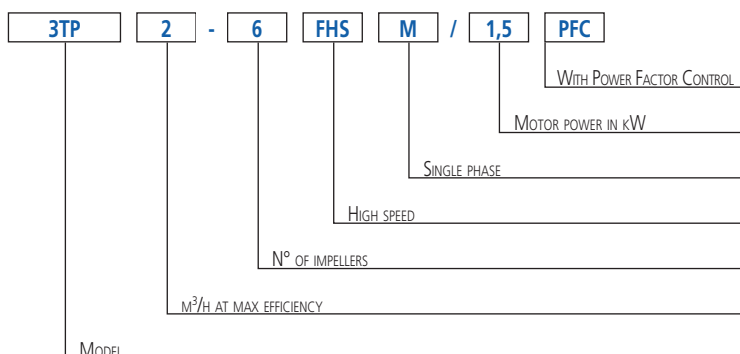 3TP 2 - 6 FHS M / 1,5 PFC
With Power Factor Control
Motor power in kW
Single phase
High speed
N° of impellers
m³/h at max efficiency
Model